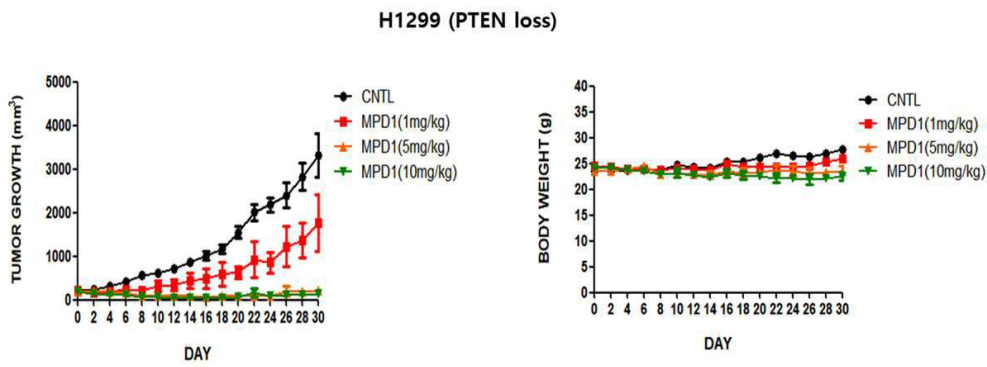 H1299 (PTEN loss)
TUMOR GROWTH (mm³)
5000
4000
3000
2000
1000
0
0 2 4 6 8 10 12 14 16 18 20 22 24 26 28 30
DAY
CNTL
MPD1(1mg/kg)
MPD1(5mg/kg)
MPD1(10mg/kg)
BODY WEIGHT (g)
40
35
30
25
20
15
10
5
0
0 2 4 6 8 10 12 14 16 18 20 22 24 26 28 30
DAY
CNTL
MPD1(1mg/kg)
MPD1(5mg/kg)
MPD1(10mg/kg)